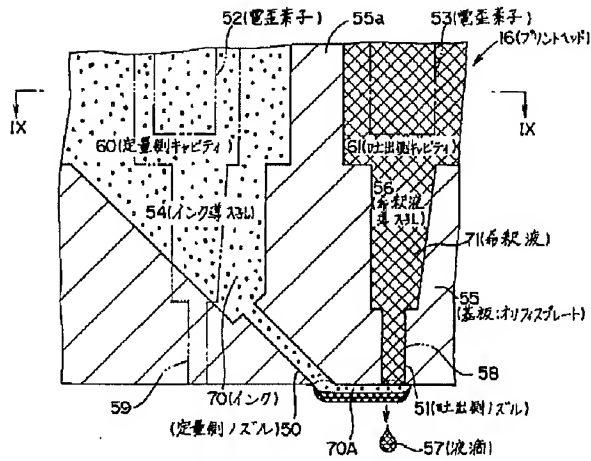 52(電歪素子)
55a
53(電歪素子)
16(プリントヘッド)
IX
IX
60(定量側キャビティ)
61(吐出側キャビティ)
54(インク導入孔)
56
(希釈液
導入孔)
71(希釈液)
55
(基板:オリフィスプレート)
58
59
70(インク)
(定量側ノズル)50
51(吐出側ノズル)
70A
57(液滴)